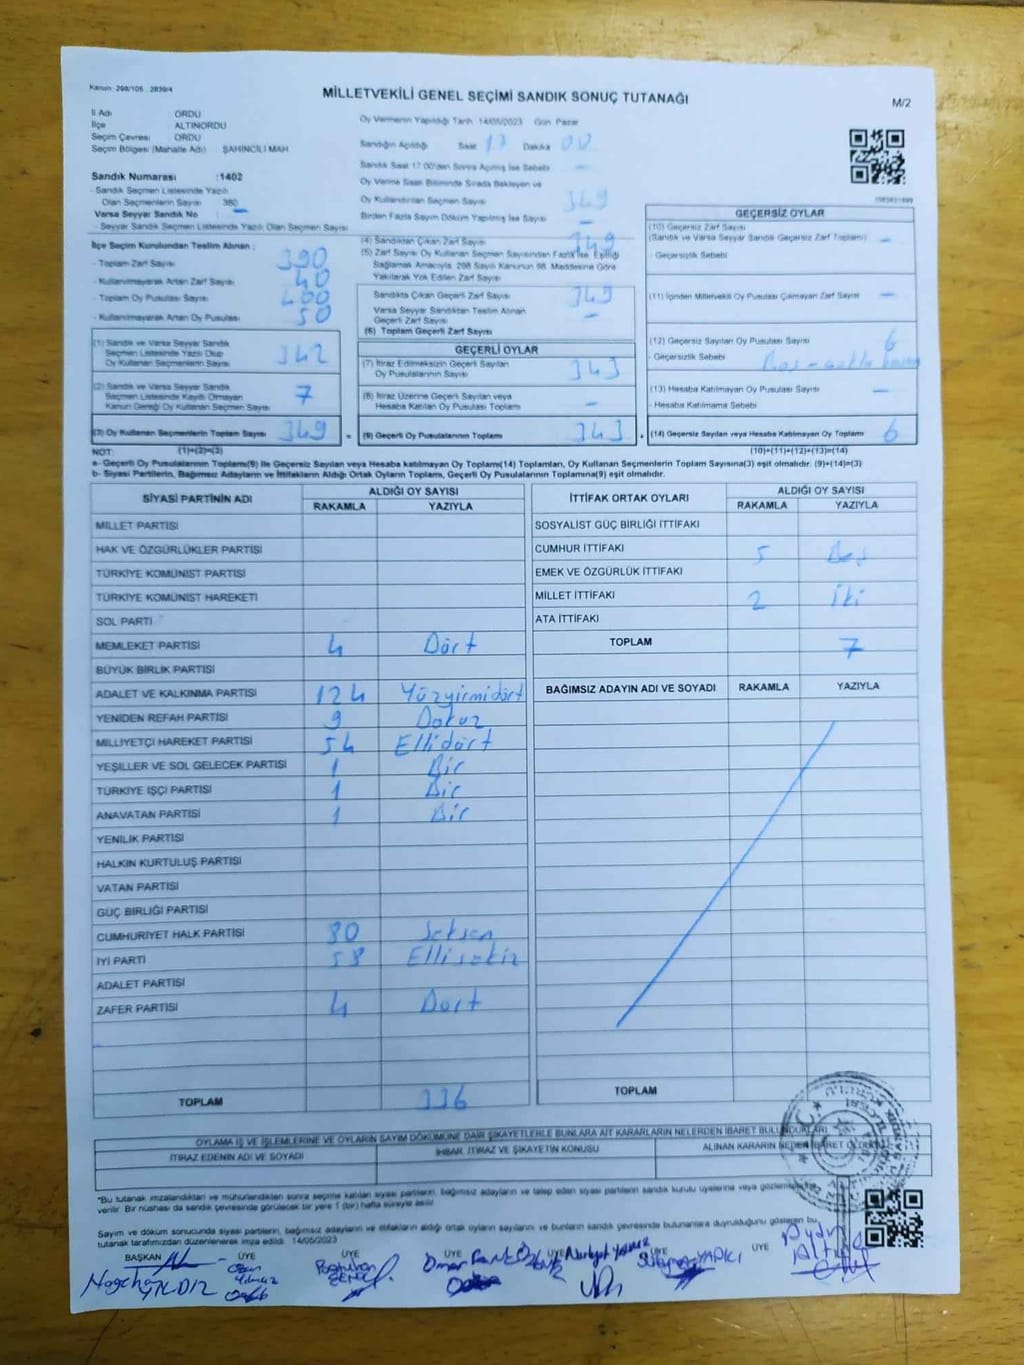 Kanun: 298/105 , 2839/4
MİLLETVEKİLİ GENEL SEÇİMİ SANDIK SONUÇ TUTANAĞI
M/2
İl Adı : ORDU
İlçe : ALTINORDU
Seçim Çevresi : ORDU
Seçim Bölgesi (Mahalle Adı) : ŞAHİNCİLİ MAH
Sandık Numarası : 1402
- Sandık Seçmen Listesinde Yazılı
Olan Seçmenlerin Sayısı 380
Varsa Seyyar Sandık No :
- Seyyar Sandık Seçmen Listesinde Yazılı Olan Seçmen Sayısı
İlçe Seçim Kurulundan Teslim Alınan :
- Toplam Zarf Sayısı 390
- Kullanılmayarak Artan Zarf Sayısı 40
- Toplam Oy Pusulası Sayısı 400
- Kullanılmayarak Artan Oy Pusulası 50
(1) Sandık ve Varsa Seyyar Sandık
Seçmen Listesinde Yazılı Olup
Oy Kullanan Seçmenlerin Sayısı 342
(2) Sandık ve Varsa Seyyar Sandık
Seçmen Listesinde Kayıtlı Olmayan
Kanun Gereği Oy Kullanan Seçmen Sayısı 7
(3) Oy Kullanan Seçmenlerin Toplam Sayısı 349
Oy Vermenin Yapıldığı Tarih 14/05/2023 Gün Pazar
Sandığın Açıldığı Saat 17 Dakika 00
Sandık Saat 17.00'den Sonra Açılmış İse Sebebi –
Oy Verme Saati Bitiminde Sırada Bekleyen ve
Oy Kullandırılan Seçmen Sayısı 349
Birden Fazla Sayım Döküm Yapılmış İse Sayısı –
(4) Sandıktan Çıkan Zarf Sayısı 349
(5) Zarf Sayısı Oy Kullanan Seçmen Sayısından Fazla İse Eşitliği
Sağlamak Amacıyla 298 Sayılı Kanunun 98. Maddesine Göre
Yakılarak Yok Edilen Zarf Sayısı
Sandıkta Çıkan Geçerli Zarf Sayısı 349
Varsa Seyyar Sandıktan Teslim Alınan
Geçerli Zarf Sayısı –
(6) Toplam Geçerli Zarf Sayısı
GEÇERLİ OYLAR
(7) İtiraz Edilmeksizin Geçerli Sayılan
Oy Pusulalarının Sayısı 343
(8) İtiraz Üzerine Geçerli Sayılan veya
Hesaba Katılan Oy Pusulası Toplamı –
= (9) Geçerli Oy Pusulalarının Toplamı 343
GEÇERSİZ OYLAR
(10) Geçersiz Zarf Sayısı
(Sandık ve Varsa Seyyar Sandık Geçersiz Zarf Toplamı) –
- Geçersizlik Sebebi
(11) İçinden Milletvekili Oy Pusulası Çıkmayan Zarf Sayısı –
(12) Geçersiz Sayılan Oy Pusulası Sayısı 6
- Geçersizlik Sebebi
(13) Hesaba Katılmayan Oy Pusulası Sayısı –
- Hesaba Katılmama Sebebi
+ (14) Geçersiz Sayılan veya Hesaba Katılmayan Oy Toplamı 6
NOT: (1)+(2)=(3) (10)+(11)+(12)+(13)=(14)
a- Geçerli Oy Pusulalarının Toplamı(9) ile Geçersiz Sayılan veya Hesaba katılmayan Oy Toplamı(14) Toplamları, Oy Kullanan Seçmenlerin Toplam Sayısına(3) eşit olmalıdır. (9)+(14)=(3)
b- Siyasi Partilerin, Bağımsız Adayların ve İttifakların Aldığı Ortak Oyların Toplamı, Geçerli Oy Pusulalarının Toplamına(9) eşit olmalıdır.
SİYASİ PARTİNİN ADI ALDIĞI OY SAYISI
RAKAMLA YAZIYLA
MİLLET PARTİSİ
HAK VE ÖZGÜRLÜKLER PARTİSİ
TÜRKİYE KOMÜNİST PARTİSİ
TÜRKİYE KOMÜNİST HAREKETİ
SOL PARTİ
MEMLEKET PARTİSİ 4 Dört
BÜYÜK BİRLİK PARTİSİ
ADALET VE KALKINMA PARTİSİ 124 Yüzyirmidört
YENİDEN REFAH PARTİSİ 9 Dokuz
MİLLİYETÇİ HAREKET PARTİSİ 54 Ellidört
YEŞİLLER VE SOL GELECEK PARTİSİ 1 Bir
TÜRKİYE İŞÇİ PARTİSİ 1 Bir
ANAVATAN PARTİSİ 1 Bir
YENİLİK PARTİSİ
HALKIN KURTULUŞ PARTİSİ
VATAN PARTİSİ
GÜÇ BİRLİĞİ PARTİSİ
CUMHURİYET HALK PARTİSİ 80 Seksen
İYİ PARTİ 58 Ellisekiz
ADALET PARTİSİ
ZAFER PARTİSİ 4 Dört
TOPLAM 336
İTTİFAK ORTAK OYLARI ALDIĞI OY SAYISI
RAKAMLA YAZIYLA
SOSYALİST GÜÇ BİRLİĞİ İTTİFAKI
CUMHUR İTTİFAKI 5 Beş
EMEK VE ÖZGÜRLÜK İTTİFAKI
MİLLET İTTİFAKI 2 İki
ATA İTTİFAKI
TOPLAM 7
BAĞIMSIZ ADAYIN ADI VE SOYADI RAKAMLA YAZIYLA
TOPLAM
OYLAMA İŞ VE İŞLEMLERİNE VE OYLARIN SAYIM DÖKÜMÜNE DAİR ŞİKAYETLERLE BUNLARA AİT KARARLARIN NELERDEN İBARET BULUNDUKLARI
İTİRAZ EDENİN ADI VE SOYADI İHBAR, İTİRAZ VE ŞİKAYETİN KONUSU ALINAN KARARIN NEDEN İBARET OLDUĞU
*Bu tutanak imzalandıktan ve mühürlendikten sonra seçime katılan siyasi partilerin, bağımsız adayların ve talep eden siyasi partilerin sandık kurulu üyelerine veya gözlemcilerine
verilir. Bir nüshası da sandık çevresinde görülecek bir yere 1 (bir) hafta süreyle asılır.
Sayım ve döküm sonucunda siyasi partilerin, bağımsız adayların ve ittifakların aldığı ortak oyların sayılarını ve bunların sandık çevresinde bulunanlara duyrulduğunu gösteren bu
tutanak tarafımızdan düzenlenerek imza edildi. 14/05/2023
BAŞKAN ÜYE ÜYE ÜYE ÜYE ÜYE ÜYE
YILDIZ Ozan Yılmaz Omer YAPICI